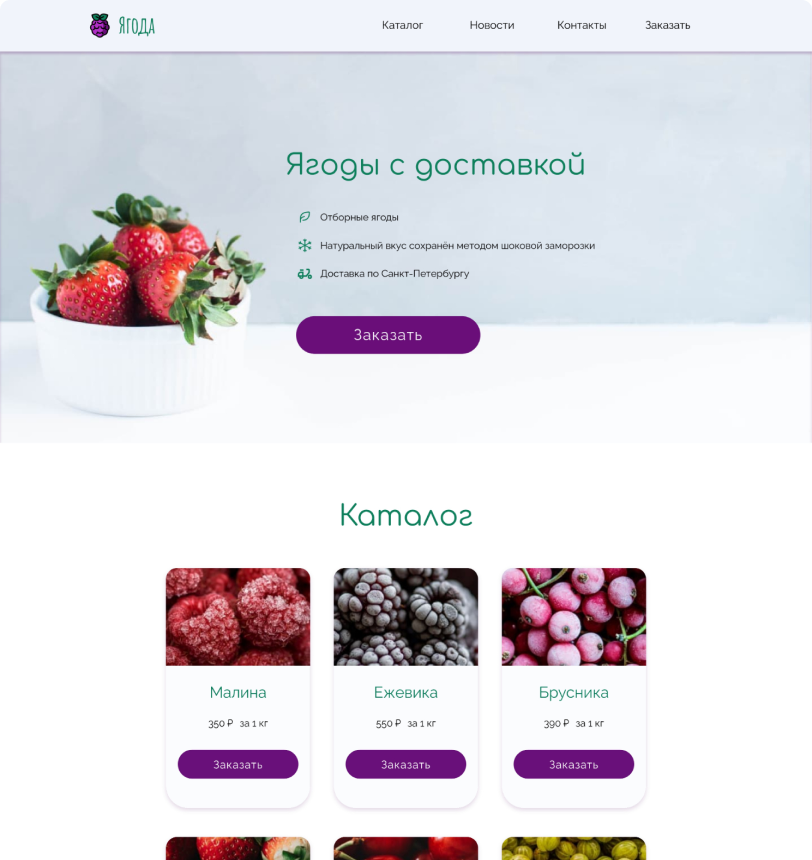 Ягода
Каталог
Новости
Контакты
Заказать
Ягоды с доставкой
Отборные ягоды
Натуральный вкус сохранён методом шоковой заморозки
Доставка по Санкт-Петербургу
Заказать
Каталог
Малина
350 ₽ за 1 кг
Заказать
Ежевика
550 ₽ за 1 кг
Заказать
Брусника
390 ₽ за 1 кг
Заказать